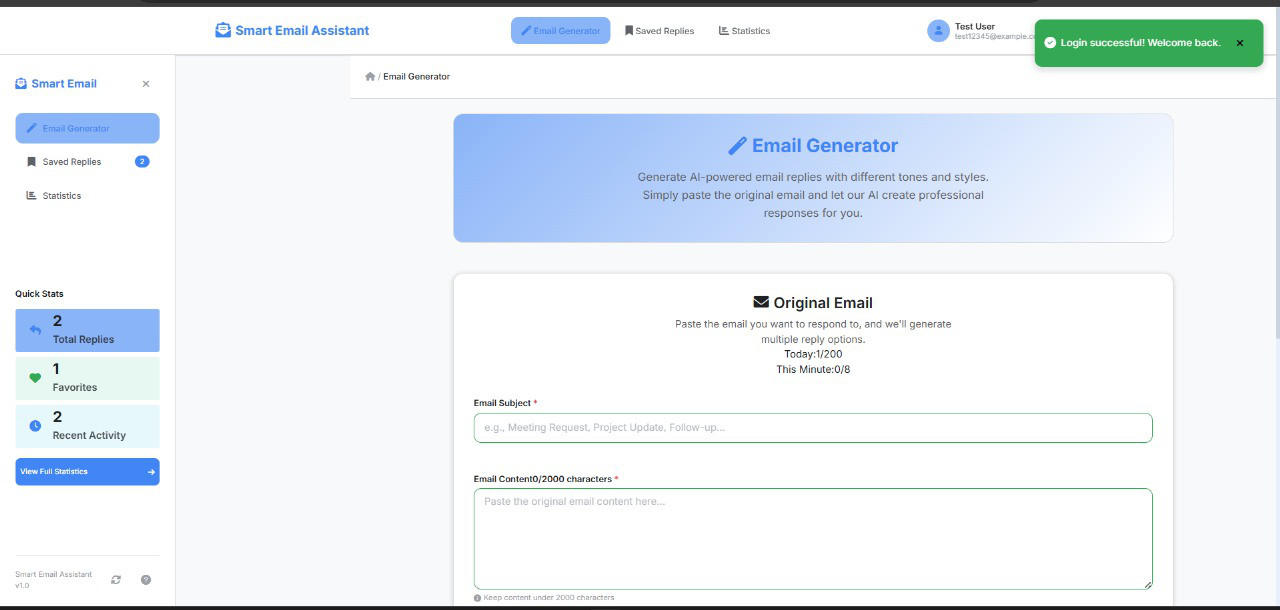 Smart Email Assistant
Email Generator
Saved Replies
Statistics
Test User
test12345@example.co
Login successful! Welcome back.
Smart Email
Email Generator
Saved Replies
2
Statistics
Quick Stats
2
Total Replies
1
Favorites
2
Recent Activity
View Full Statistics
Smart Email Assistant
v1.0
/ Email Generator
Email Generator
Generate AI-powered email replies with different tones and styles.
Simply paste the original email and let our AI create professional
responses for you.
Original Email
Paste the email you want to respond to, and we'll generate
multiple reply options.
Today:1/200
This Minute:0/8
Email Subject *
e.g., Meeting Request, Project Update, Follow-up...
Email Content0/2000 characters *
Paste the original email content here...
Keep content under 2000 characters